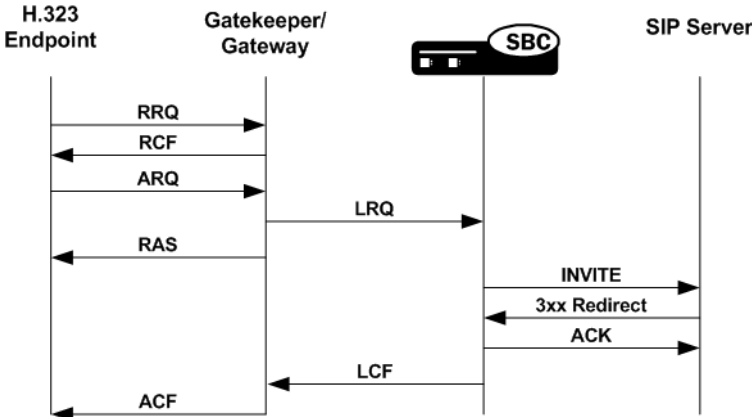 H.323
Endpoint
Gatekeeper/
Gateway
SBC
SIP Server
RRQ
RCF
ARQ
LRQ
RAS
INVITE
3xx Redirect
ACK
LCF
ACF